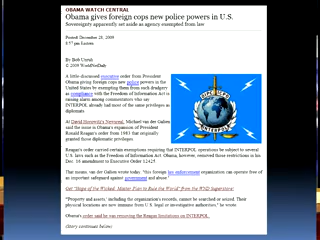 OBAMA WATCH CENTRAL
Obama gives foreign cops new police powers in U.S.
Sovereignty apparently set aside as agency exempted from law
Posted: December 28, 2009
8:57 pm Eastern
By Bob Unruh
© 2009 WorldNetDaily
A little discussed executive order from President
Obama giving foreign cops new police powers in the
United States by exempting them from such drudgery
as compliance with the Freedom of Information Act is
raising alarm among commentators who say
INTERPOL already had most of the same privileges as
diplomats.
At David Horowitz's Newsreal, Michael van der Galien
said the issue is Obama's expansion of President
Ronald Reagan's order from 1983 that originally
granted those diplomatic privileges.
Reagan's order carried certain exemptions requiring that INTERPOL operations be subject to several
U.S. laws such as the Freedom of Information Act. Obama, however, removed those restrictions in his
Dec. 16 amendment to Executive Order 12425.
That means, van der Galien wrote today, "this foreign law enforcement organization can operate free of
an important safeguard against government and abuse."
Get "Siege of the Wicked: Master Plan to Rule the World" from the WND Superstore!
"'Property and assets,' including the organization's records, cannot be searched or seized. Their
physical locations are now immune from U.S. legal or investigative authorities," he wrote.
Obama's order said he was removing the Reagan limitations on INTERPOL.
(Story continues below)
INTERPOL